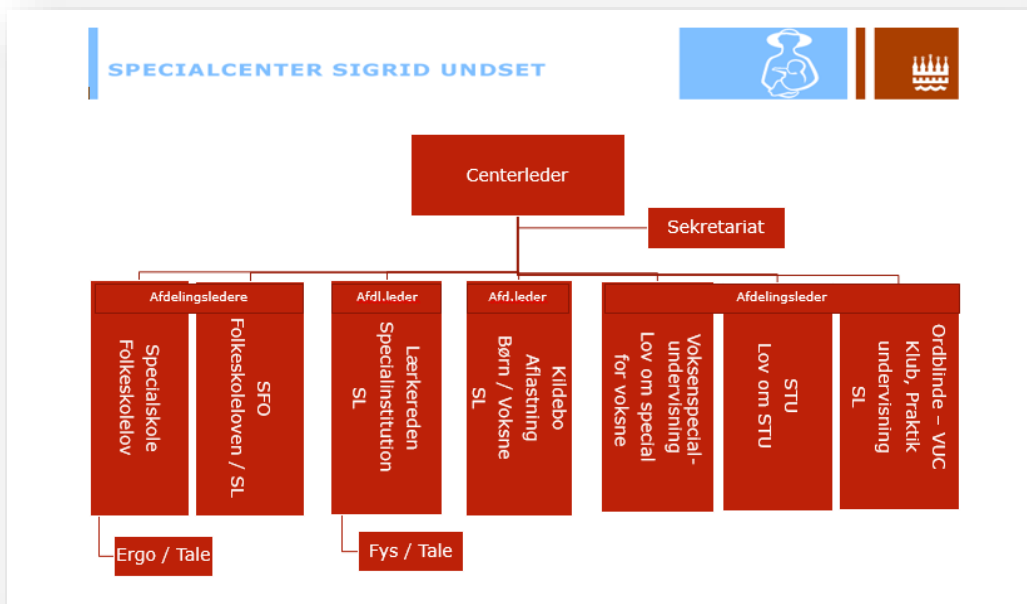 SPECIALCENTER SIGRID UNDSET
Centerleder
Sekretariat
Afdelingsledere
Specialskole
Folkeskolelov
SFO
Folkeskoleloven / SL
Ergo / Tale
Afdl.leder
Lærkereden
Specialinstitution
SL
Fys / Tale
Afd.leder
Kildebo
Aflastning
Børn / Voksne
SL
Afdelingsleder
Voksenspecial-
undervisning
Lov om special
for voksne
STU
Lov om STU
Ordblinde – VUC
Klub, Praktik
undervisning
SL